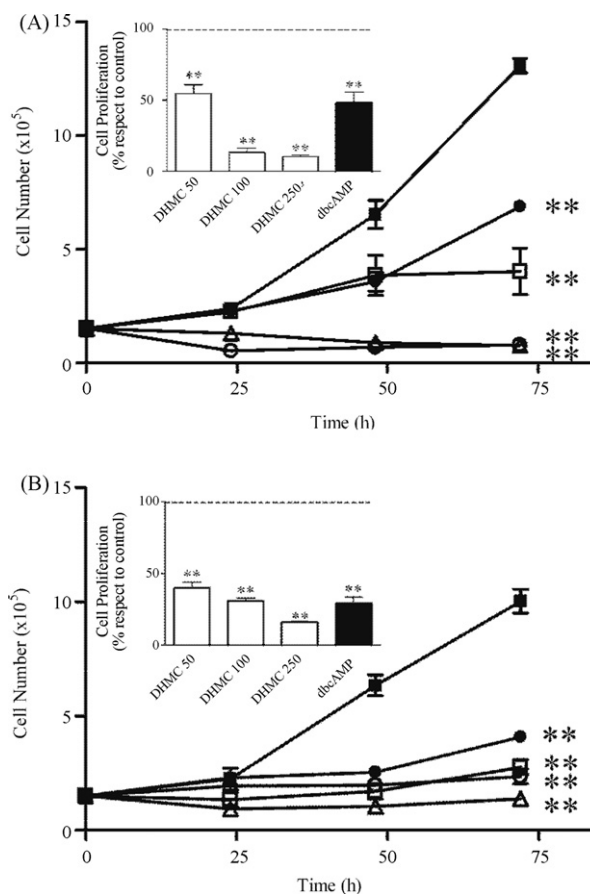 (A)
15
10
5
0
Cell Number (x10⁵)
0
25
50
75
Time (h)
Cell Proliferation
(% respect to control)
100
50
0
**
**
**
**
DHMC 50
DHMC 100
DHMC 250
dbcAMP
**
**
**
**
(B)
15
10
5
0
Cell Number (x10⁵)
0
25
50
75
Time (h)
Cell Proliferation
(% respect to control)
100
50
0
**
**
**
**
DHMC 50
DHMC 100
DHMC 250
dbcAMP
**
**
**
**